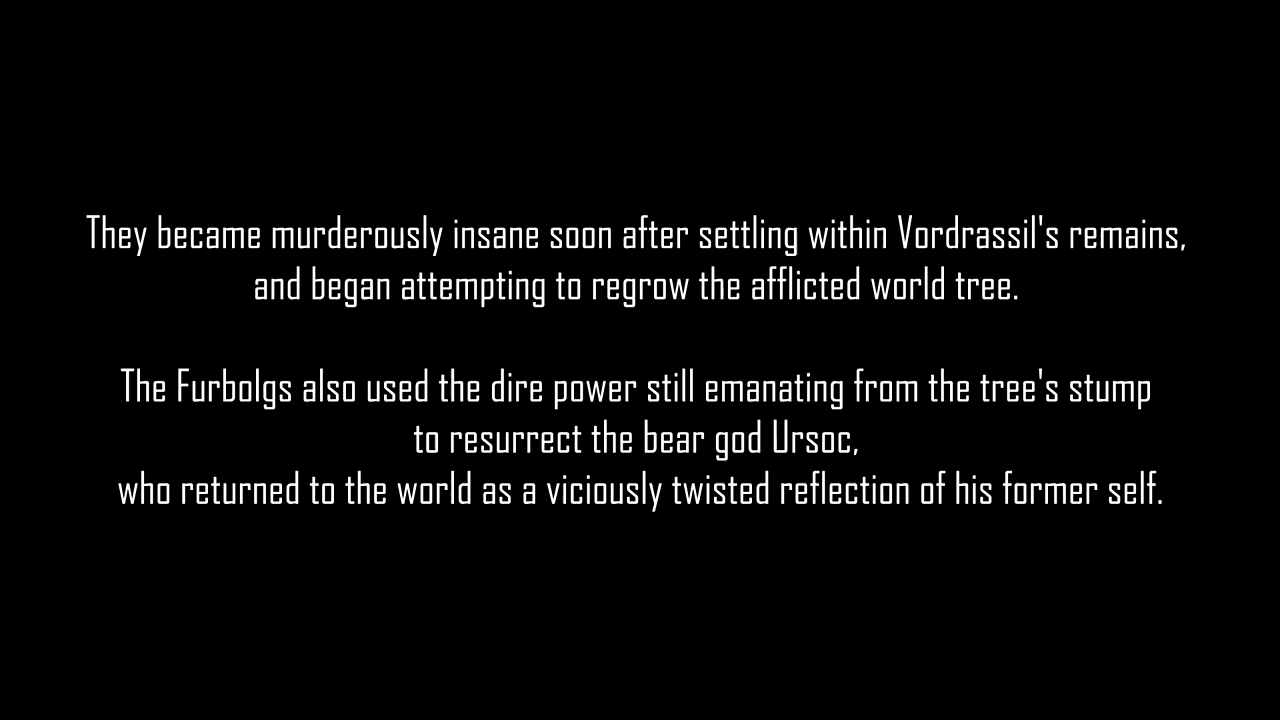 They became murderously insane soon after settling within Vordrassil's remains,
and began attempting to regrow the afflicted world tree.
The Furbolgs also used the dire power still emanating from the tree's stump
to resurrect the bear god Ursoc,
who returned to the world as a viciously twisted reflection of his former self.